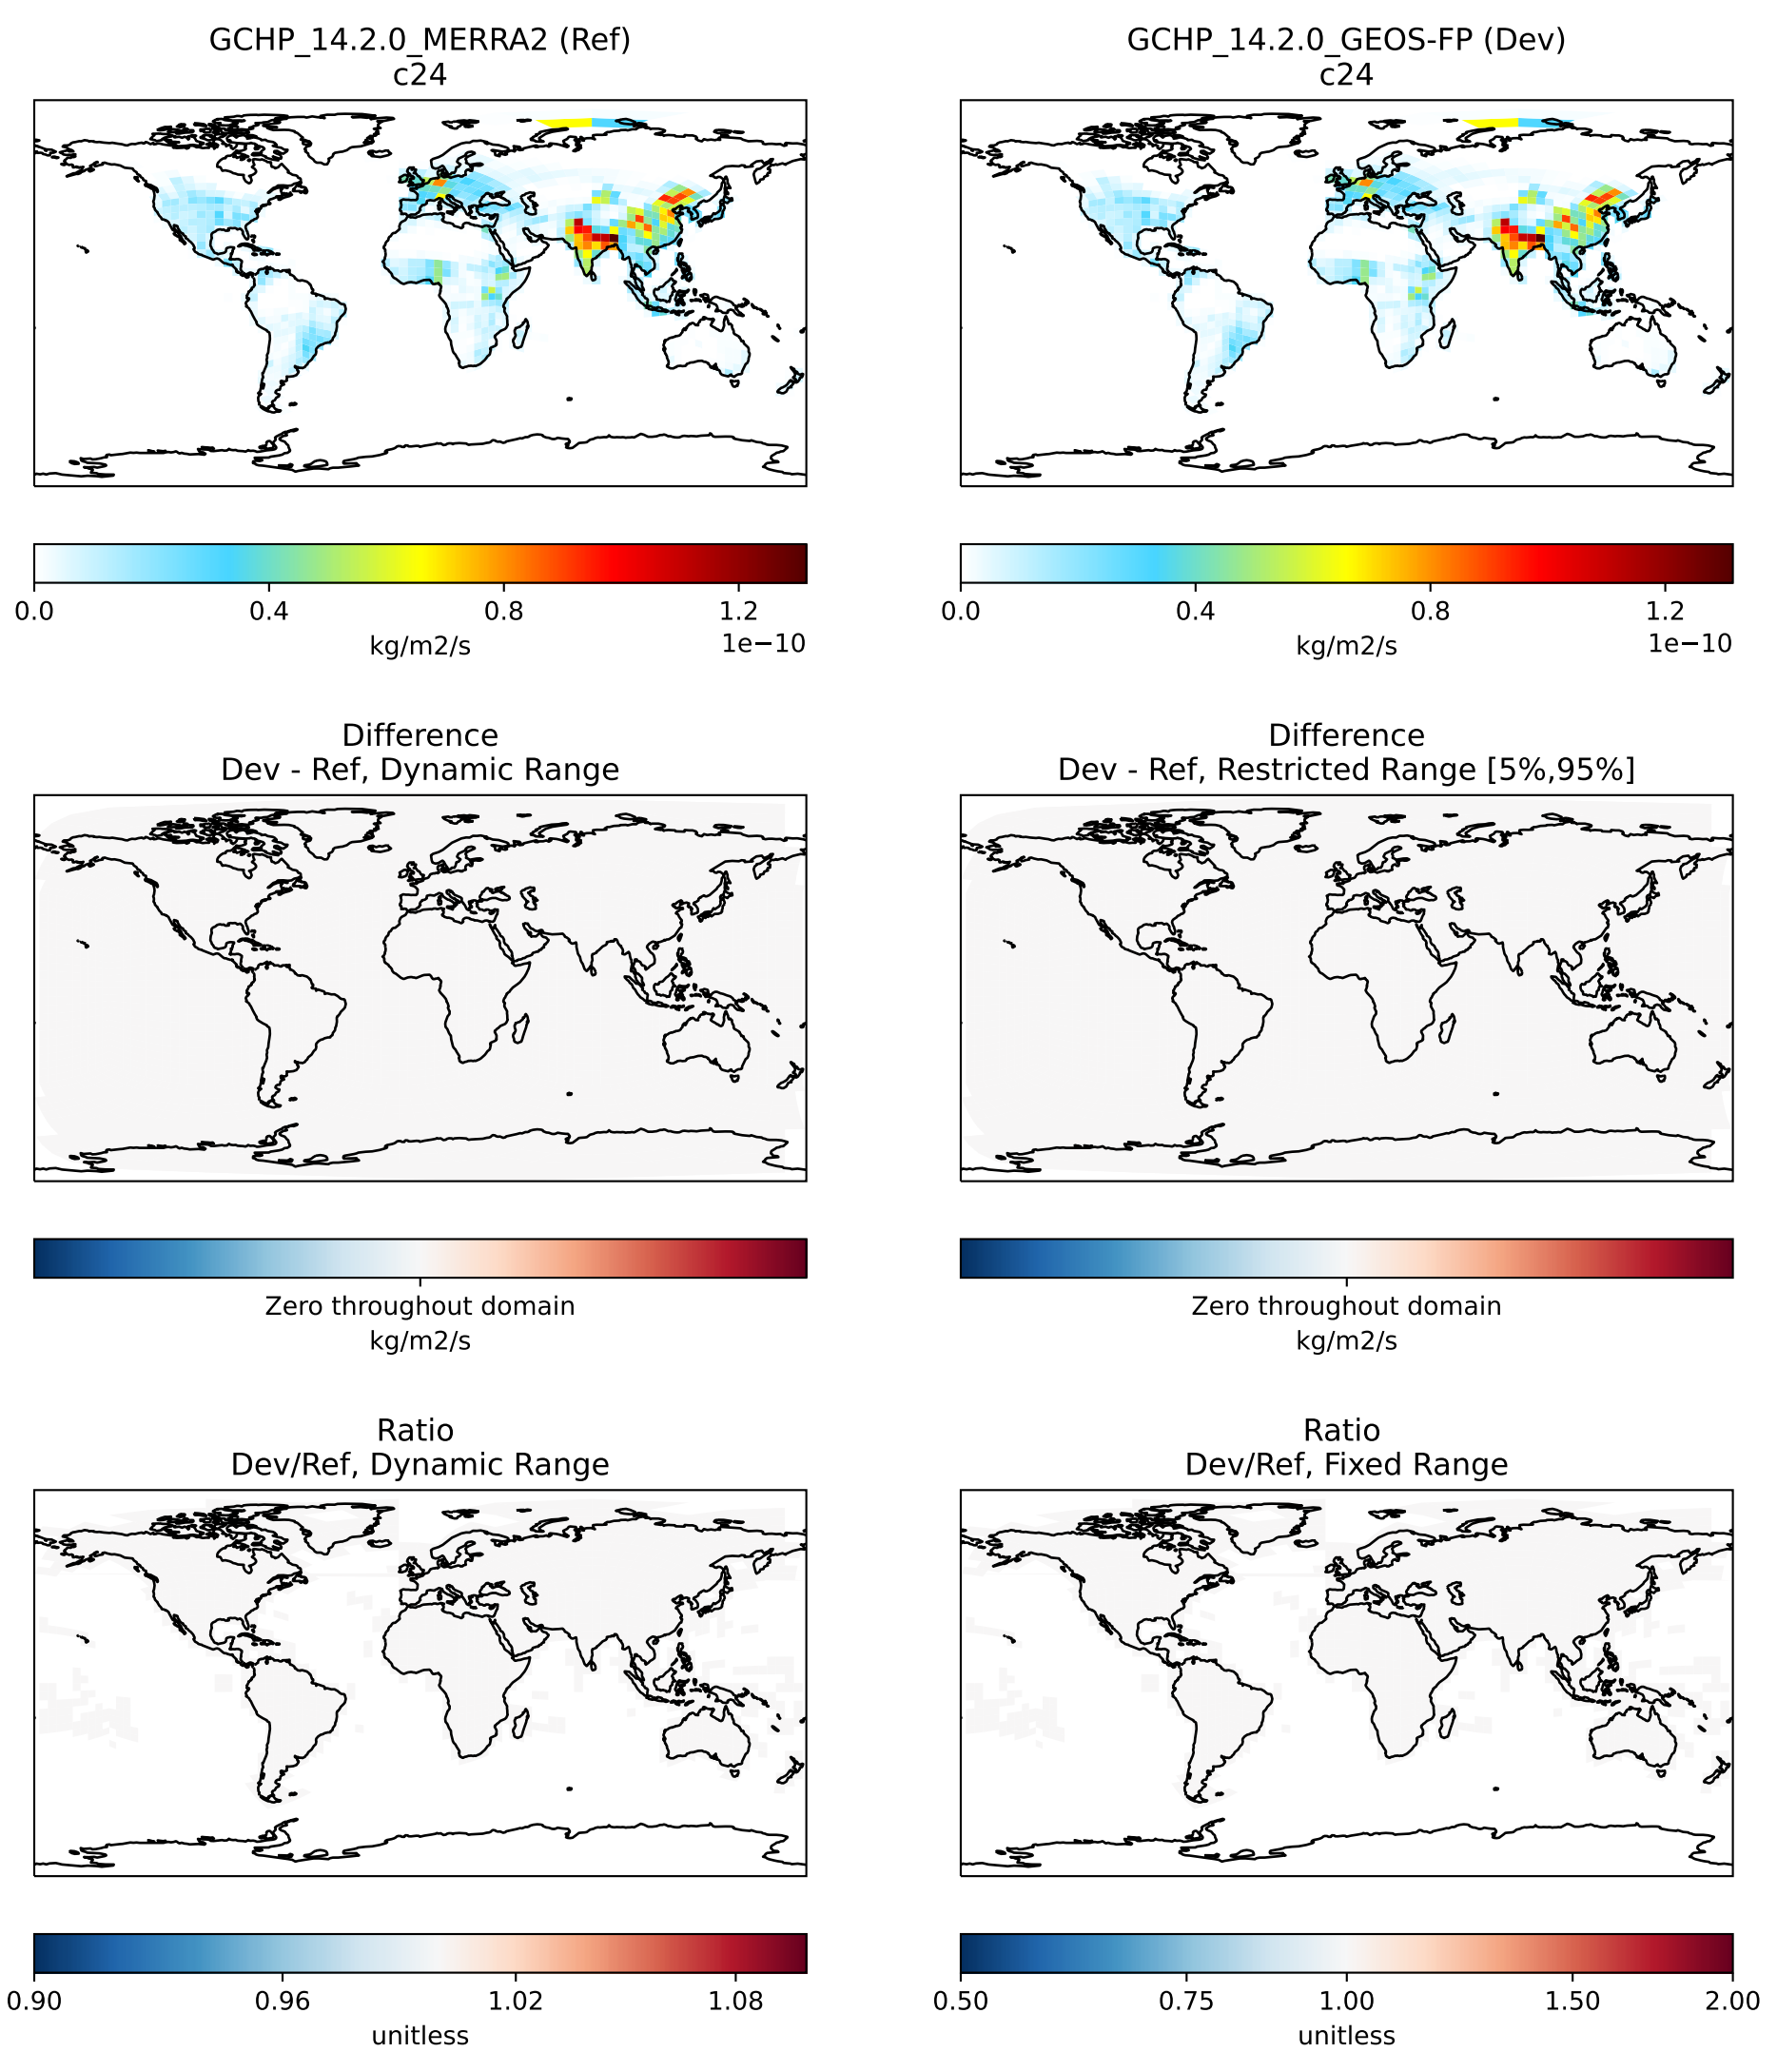 GCHP_14.2.0_MERRA2 (Ref)
c24
GCHP_14.2.0_GEOS-FP (Dev)
c24
0.0 0.4 0.8 1.2
kg/m2/s 1e−10
0.0 0.4 0.8 1.2
kg/m2/s 1e−10
Difference
Dev - Ref, Dynamic Range
Difference
Dev - Ref, Restricted Range [5%,95%]
Zero throughout domain
kg/m2/s
Zero throughout domain
kg/m2/s
Ratio
Dev/Ref, Dynamic Range
Ratio
Dev/Ref, Fixed Range
0.90 0.96 1.02 1.08
unitless
0.50 0.75 1.00 1.50 2.00
unitless